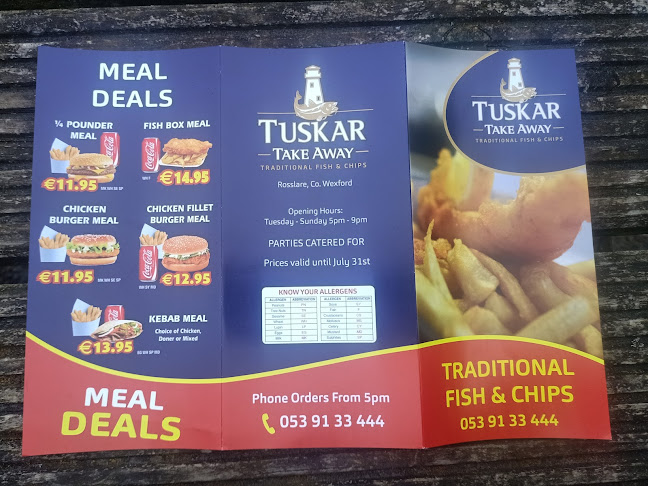 MEAL
DEALS
¼ POUNDER
MEAL
€11.95
FISH BOX MEAL
€14.95
CHICKEN
BURGER MEAL
€11.95
CHICKEN FILLET
BURGER MEAL
€12.95
KEBAB MEAL
Choice of Chicken,
Doner or Mixed
€13.95
MEAL
DEALS
TUSKAR
TAKE AWAY
TRADITIONAL FISH & CHIPS
Rosslare, Co. Wexford
Opening Hours:
Tuesday - Sunday 5pm - 9pm
PARTIES CATERED FOR
Prices valid until July 31st
KNOW YOUR ALLERGENS
ALLERGEN ABBREVIATION ALLERGEN ABBREVIATION
Phone Orders From 5pm
053 91 33 444
TUSKAR
TAKE AWAY
TRADITIONAL FISH & CHIPS
TRADITIONAL
FISH & CHIPS
053 91 33 444